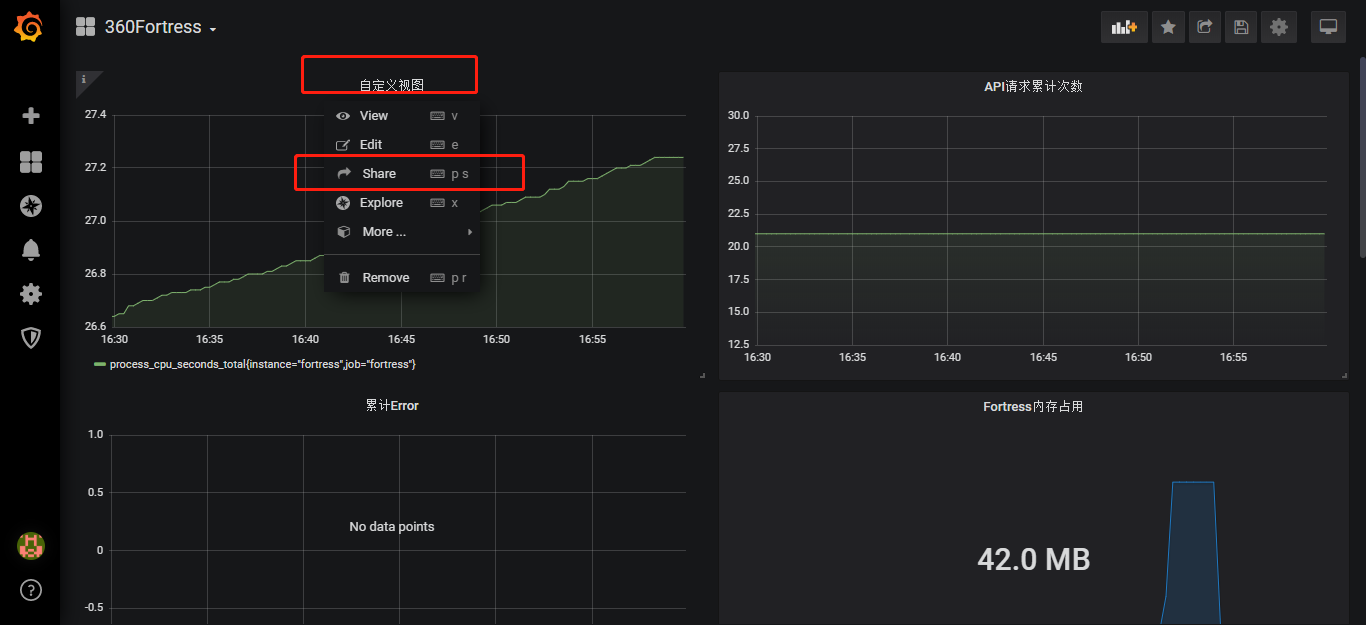 360Fortress
i
自定义视图
27.4
27.2
27.0
26.8
26.6
16:30 16:35 16:40 16:45 16:50 16:55
View v
Edit e
Share p s
Explore x
More ...
Remove p r
process_cpu_seconds_total{instance="fortress",job="fortress"}
API请求累计次数
30.0
27.5
25.0
22.5
20.0
17.5
15.0
12.5
16:30 16:35 16:40 16:45 16:50 16:55
累计Error
1.0
0.5
0
-0.5
No data points
Fortress内存占用
42.0 MB
?